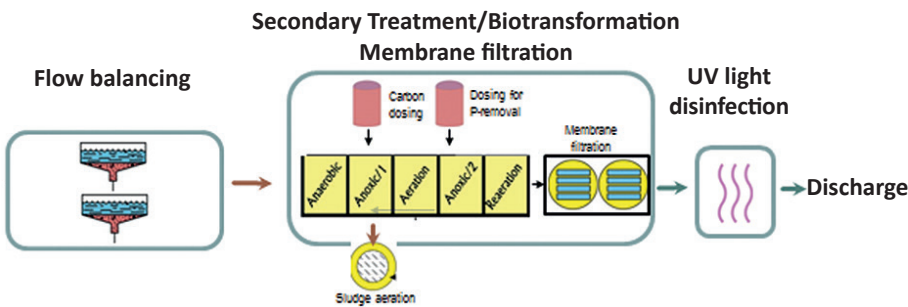 Secondary Treatment/Biotransformation
Membrane filtration
Flow balancing
UV light
disinfection
Carbon
dosing
Dosing for
P-removal
Membrane
filtration
Anaerobic
Anoxic/1
Aeration
Anoxic/2
Reaeration
Discharge
Sludge aeration